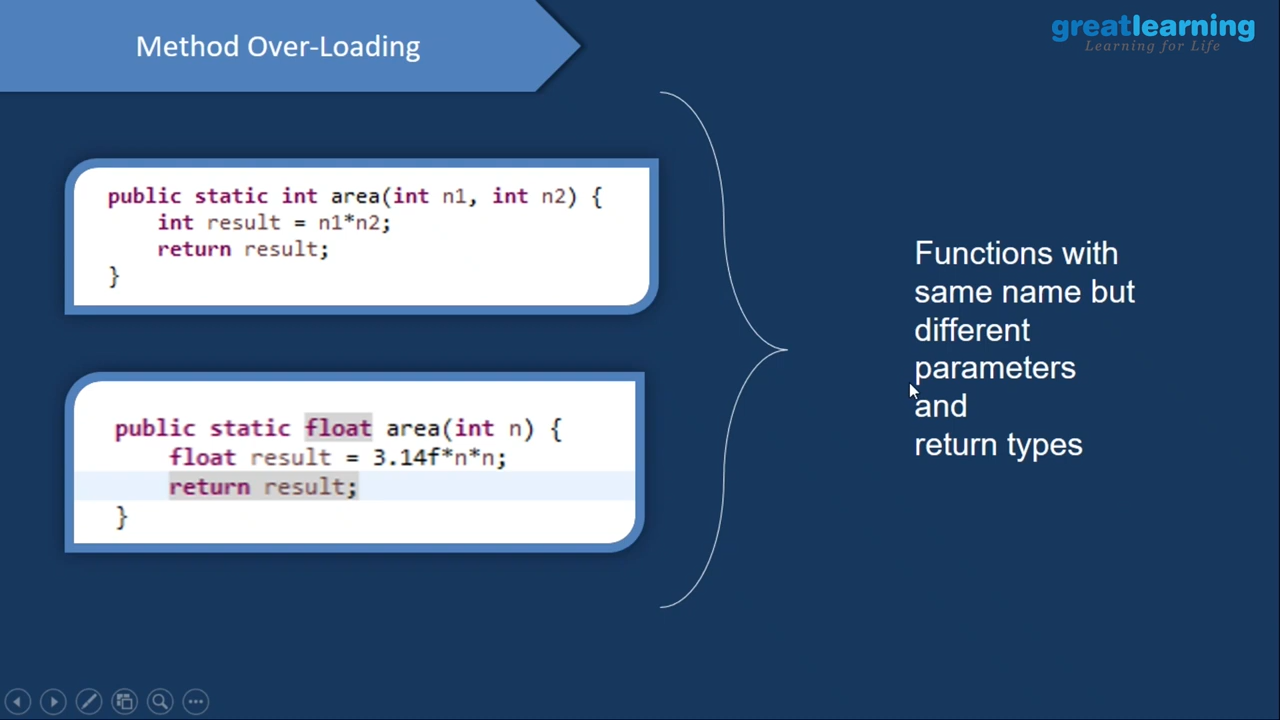 Method Over-Loading
greatlearning
Learning for Life
public static int area(int n1, int n2) {
int result = n1*n2;
return result;
}
public static float area(int n) {
float result = 3.14f*n*n;
return result;
}
Functions with
same name but
different
parameters
and
return types